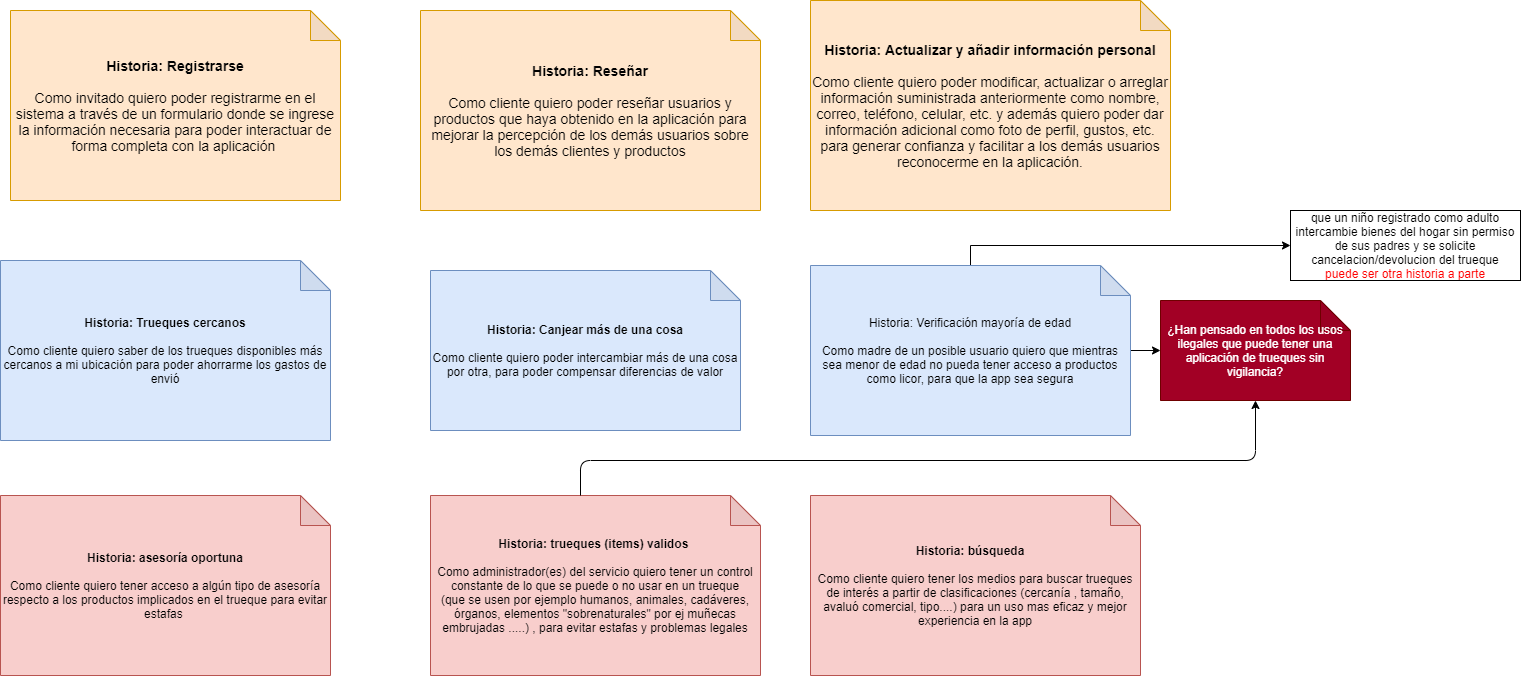 Historia: Registrarse
Como invitado quiero poder registrarme en el
sistema a través de un formulario donde se ingrese
la información necesaria para poder interactuar de
forma completa con la aplicación
Historia: Reseñar
Como cliente quiero poder reseñar usuarios y
productos que haya obtenido en la aplicación para
mejorar la percepción de los demás usuarios sobre
los demás clientes y productos
Historia: Actualizar y añadir información personal
Como cliente quiero poder modificar, actualizar o arreglar
información suministrada anteriormente como nombre,
correo, teléfono, celular, etc. y además quiero poder dar
información adicional como foto de perfil, gustos, etc.
para generar confianza y facilitar a los demás usuarios
reconocerme en la aplicación.
que un niño registrado como adulto
intercambie bienes del hogar sin permiso
de sus padres y se solicite
cancelacion/devolucion del trueque
puede ser otra historia a parte
Historia: Trueques cercanos
Como cliente quiero saber de los trueques disponibles más
cercanos a mi ubicación para poder ahorrarme los gastos de
envió
Historia: Canjear más de una cosa
Como cliente quiero poder intercambiar más de una cosa
por otra, para poder compensar diferencias de valor
Historia: Verificación mayoría de edad
Como madre de un posible usuario quiero que mientras
sea menor de edad no pueda tener acceso a productos
como licor, para que la app sea segura
¿Han pensado en todos los usos
ilegales que puede tener una
aplicación de trueques sin
vigilancia?
Historia: asesoría oportuna
Como cliente quiero tener acceso a algún tipo de asesoría
respecto a los productos implicados en el trueque para evitar
estafas
Historia: trueques (items) validos
Como administrador(es) del servicio quiero tener un control
constante de lo que se puede o no usar en un trueque
(que se usen por ejemplo humanos, animales, cadáveres,
órganos, elementos "sobrenaturales" por ej muñecas
embrujadas .....) , para evitar estafas y problemas legales
Historia: búsqueda
Como cliente quiero tener los medios para buscar trueques
de interés a partir de clasificaciones (cercanía , tamaño,
avaluó comercial, tipo....) para un uso mas eficaz y mejor
experiencia en la app